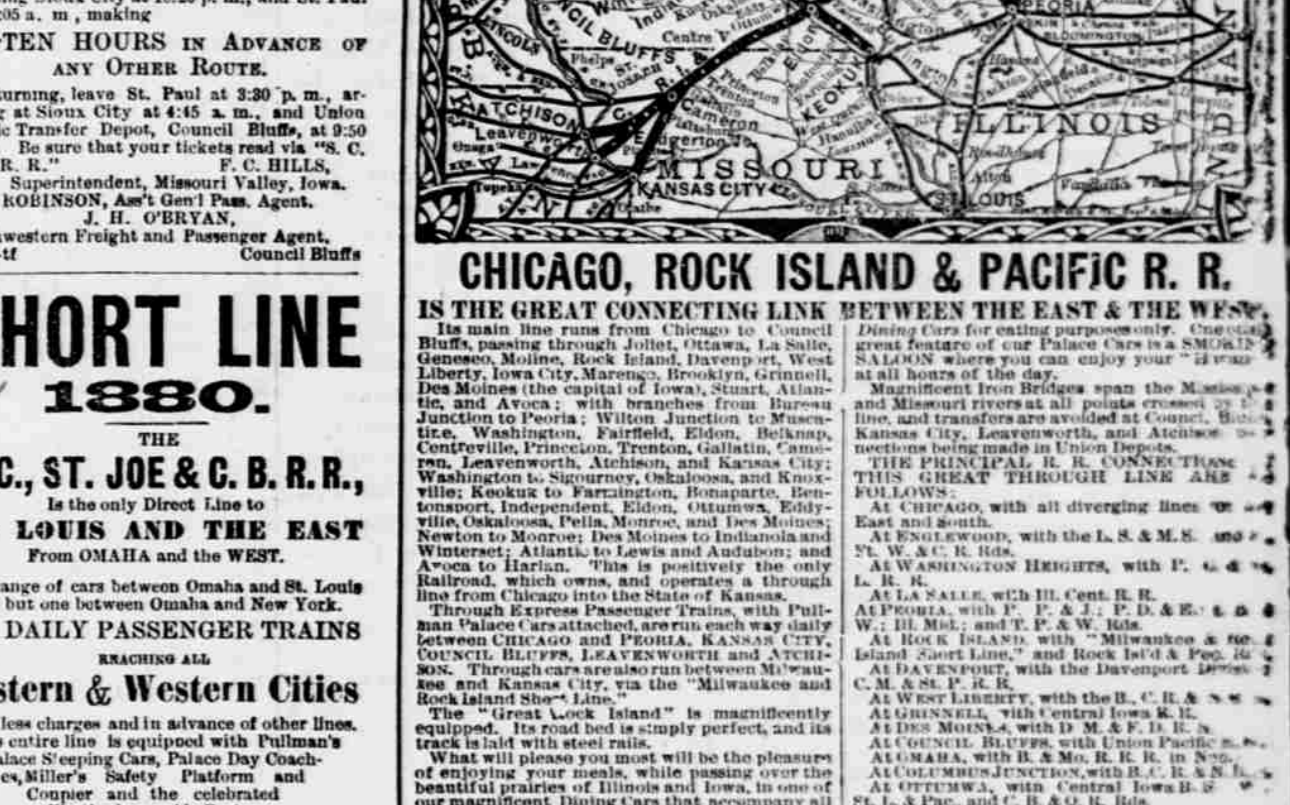 :05 a. m , making
TEN HOURS IN ADVANCE OF
ANY OTHER ROUTE.
urning, leave St. Paul at 3:30 p. m., ar-
at Sioux City at 4:45 a. m., and Union
Transfer Depot, Council Bluffs, at 9:50
Be sure that your tickets read via "S. C.
R. R." F. C. HILLS,
Superintendent, Missouri Valley, Iowa.
ROBINSON, Ass't Gen'l Pass. Agent.
J. H. O'BRYAN,
western Freight and Passenger Agent,
-tf Council Bluffs
HORT LINE
1880.
THE
C., ST. JOE & C. B. R. R.,
Is the only Direct Line to
LOUIS AND THE EAST
From OMAHA and the WEST.
ange of cars between Omaha and St. Louis
but one between Omaha and New York.
DAILY PASSENGER TRAINS
REACHING ALL
stern & Western Cities
less charges and in advance of other lines.
entire line is equipped with Pullman's
alace Sleeping Cars, Palace Day Coach-
es, Miller's Safety Platform and
Coupler and the celebrated
PEORIA
BLOOMINGTON
COUNCIL BLUFFS
LINCOLN
Centre
Phelps
ATCHISON
Leavenworth
Cameron
Edgerton
KEOKUK
ILLINOIS
MISSOURI
KANSAS CITY
Topeka
Olathe
Alton
ST. LOUIS
CHICAGO, ROCK ISLAND & PACIFIC R. R.
IS THE GREAT CONNECTING LINK BETWEEN THE EAST & THE WEST.
Its main line runs from Chicago to Council
Bluffs, passing through Joliet, Ottawa, La Salle,
Geneseo, Moline, Rock Island, Davenport, West
Liberty, Iowa City, Marengo, Brooklyn, Grinnell,
Des Moines (the capital of Iowa), Stuart, Atlan-
tic, and Avoca; with branches from Bureau
Junction to Peoria; Wilton Junction to Musca-
tine, Washington, Fairfield, Eldon, Belknap,
Centreville, Princeton, Trenton, Gallatin, Came-
ron, Leavenworth, Atchison, and Kansas City;
Washington to Sigourney, Oskaloosa, and Knox-
ville; Keokuk to Farmington, Bonaparte, Ben-
tonsport, Independent, Eldon, Ottumwa, Eddy-
ville, Oskaloosa, Pella, Monroe, and Des Moines;
Newton to Monroe; Des Moines to Indianola and
Winterset; Atlantic to Lewis and Audubon; and
Avoca to Harlan. This is positively the only
Railroad, which owns, and operates a through
line from Chicago into the State of Kansas.
Through Express Passenger Trains, with Pull-
man Palace Cars attached, are run each way daily
between CHICAGO and PEORIA, KANSAS CITY,
COUNCIL BLUFFS, LEAVENWORTH and ATCHI-
SON. Through cars are also run between Milwau-
kee and Kansas City, via the "Milwaukee and
Rock Island Short Line."
The "Great Rock Island" is magnificently
equipped. Its road bed is simply perfect, and its
track is laid with steel rails.
What will please you most will be the pleasure
of enjoying your meals, while passing over the
beautiful prairies of Illinois and Iowa, in one of
our magnificent Dining Cars that accompany all
Dining Cars for eating purposes only. One
great feature of our Palace Cars is a SMOKING
SALOON where you can enjoy your
at all hours of the day.
Magnificent Iron Bridges span the
and Missouri rivers at all points crossed by
line, and transfers are avoided at Council
Kansas City, Leavenworth, and Atchison
nections being made in Union Depots.
THE PRINCIPAL R. R. CONNECTIONS
THIS GREAT THROUGH LINE ARE
FOLLOWS:
At CHICAGO, with all diverging lines
East and South.
At ENGLEWOOD, with the L. S. & M. S.
Ft. W. & C. R. Rds.
At WASHINGTON HEIGHTS, with P.
L. R. R.
At LA SALLE, with Ill. Cent. R. R.
At PEORIA, with P. P. & J.; P. D. & E.;
W.; Ill. Mid.; and T. P. & W. Rds.
At ROCK ISLAND, with "Milwaukee &
Island Short Line," and Rock Isl'd & Peo.
At DAVENPORT, with the Davenport
C. M. & St. P. R. R.
At WEST LIBERTY, with the B., C. R. &
At GRINNELL, with Central Iowa R. R.
At DES MOINES, with D. M. & F. D. R. R.
At COUNCIL BLUFFS, with Union Pacific
At OMAHA, with B. & Mo. R. R. R. in
At COLUMBUS JUNCTION, with B., C. R. & N.
At OTTUMWA, with Central Iowa
St. L. & Pac., and C. B. & Q. R. Rds.